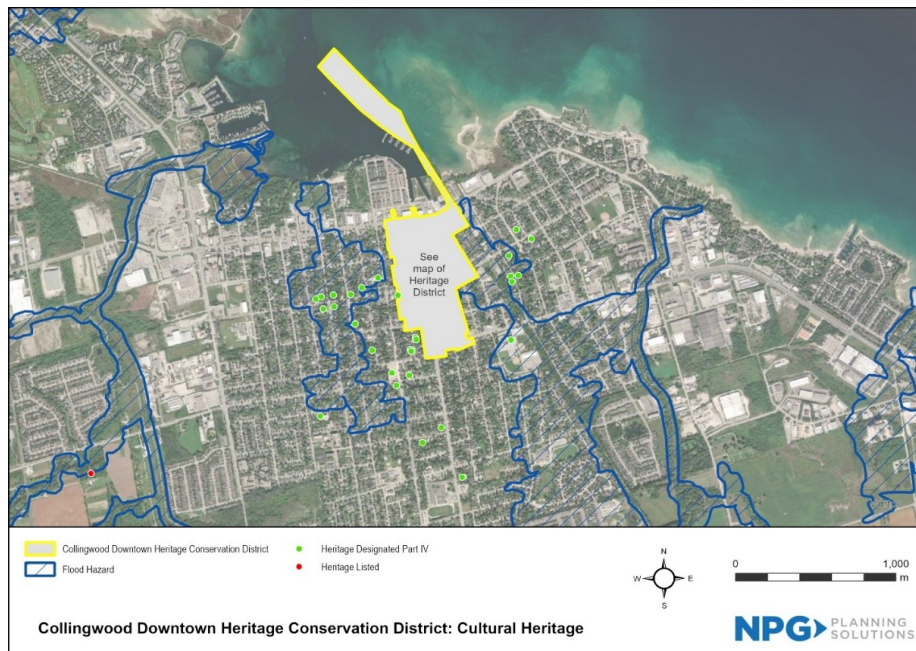 See
map of
Heritage
District
Collingwood Downtown Heritage Conservation District
Flood Hazard
Heritage Designated Part IV
Heritage Listed
N
W E
S
0 1,000
m
Collingwood Downtown Heritage Conservation District: Cultural Heritage
NPG PLANNING
SOLUTIONS